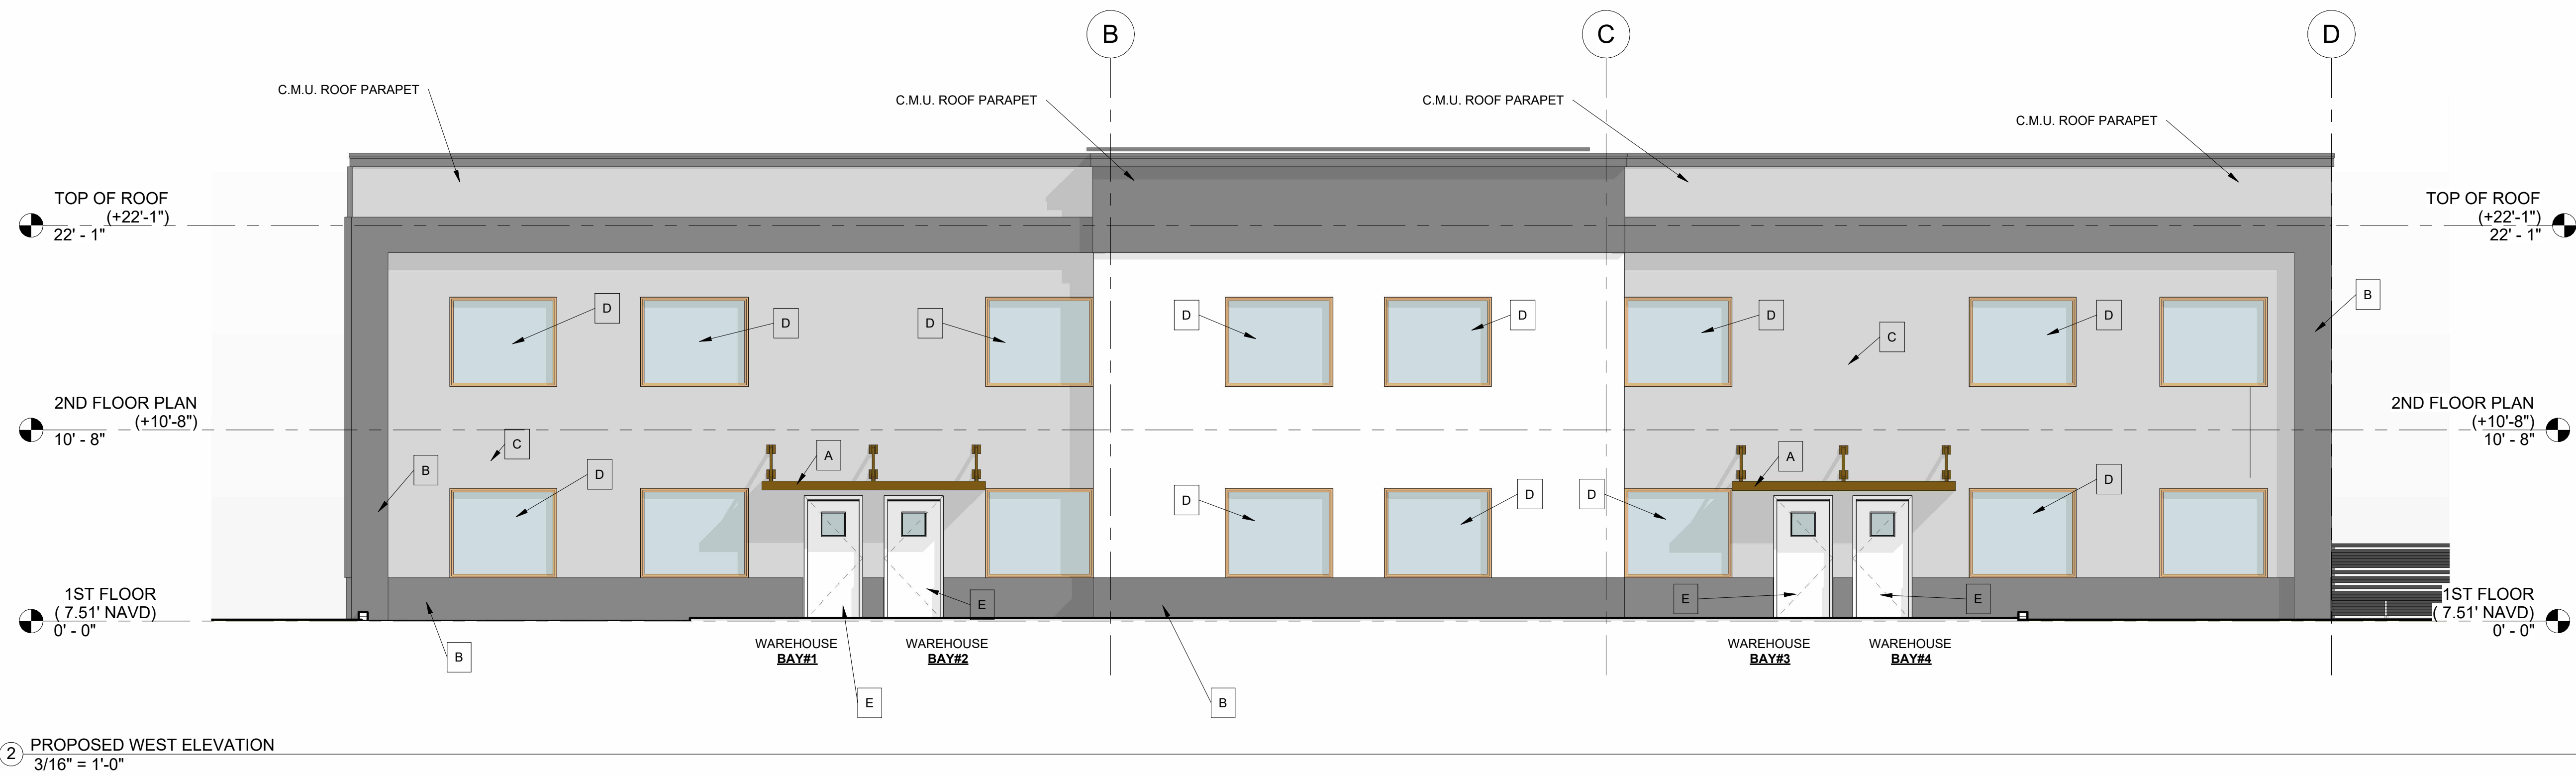 B
C
D
C.M.U. ROOF PARAPET
C.M.U. ROOF PARAPET
C.M.U. ROOF PARAPET
C.M.U. ROOF PARAPET
TOP OF ROOF
(+22'-1")
22' - 1"
TOP OF ROOF
(+22'-1")
22' - 1"
D
D
D
D
D
D
D
B
C
2ND FLOOR PLAN
(+10'-8")
10' - 8"
2ND FLOOR PLAN
(+10'-8")
10' - 8"
C
B
D
A
D
D
D
A
D
1ST FLOOR
( 7.51' NAVD)
0' - 0"
E
E
E
1ST FLOOR
( 7.51' NAVD)
0' - 0"
WAREHOUSE
BAY#1
WAREHOUSE
BAY#2
WAREHOUSE
BAY#3
WAREHOUSE
BAY#4
B
E
B
2
PROPOSED WEST ELEVATION
3/16" = 1'-0"